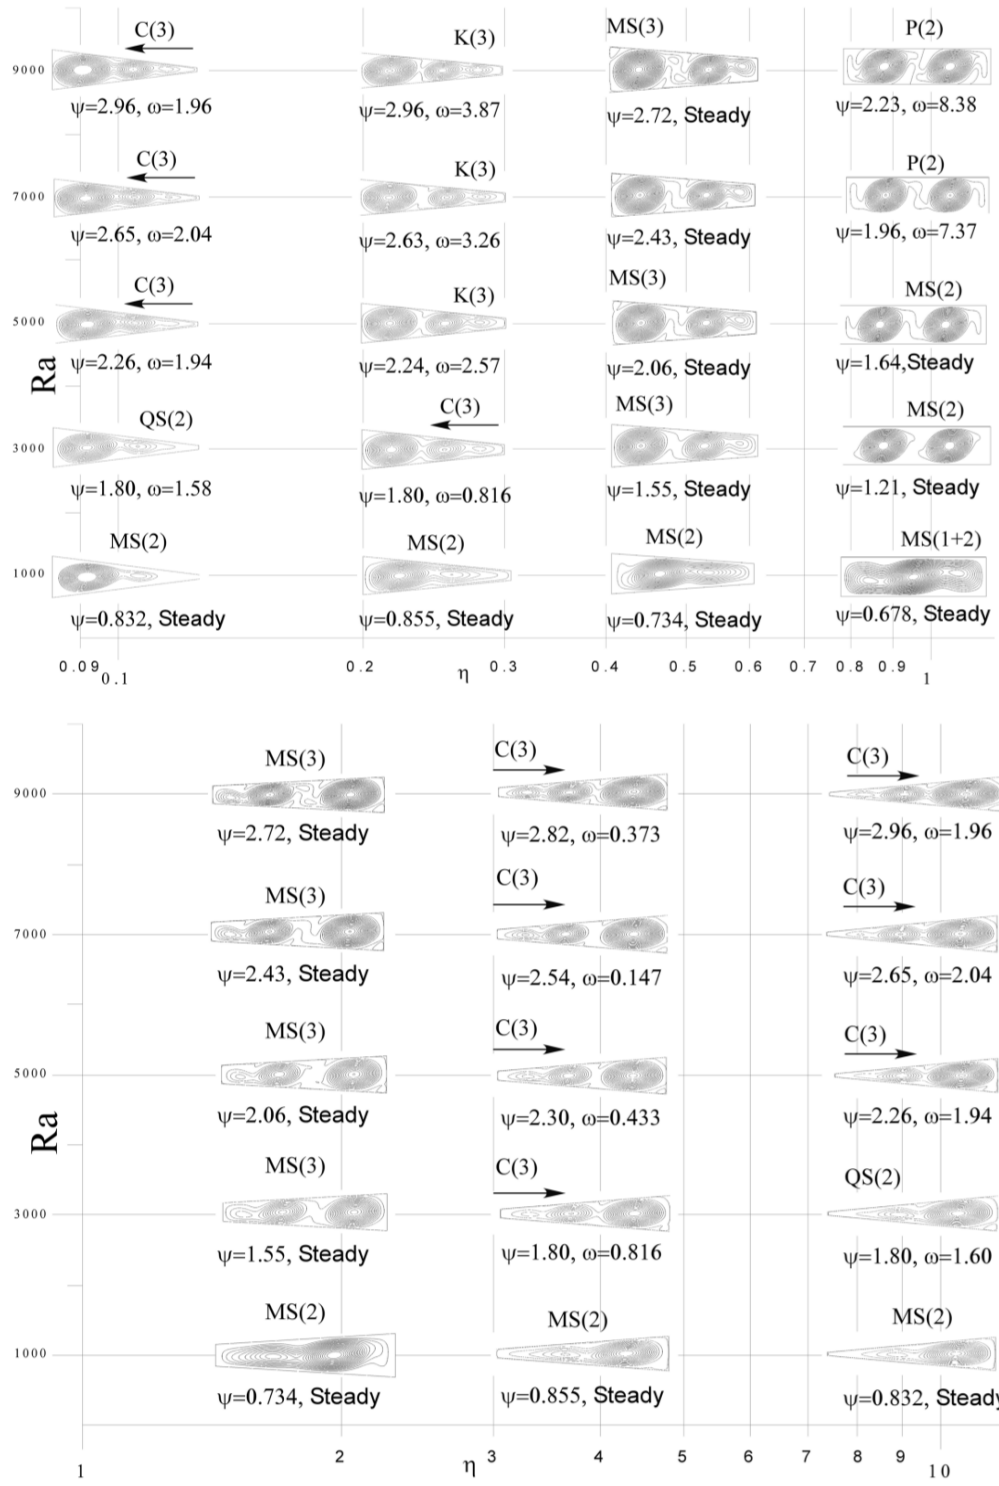 C(3) K(3) MS(3) P(2)
9000
ψ=2.96, ω=1.96 ψ=2.96, ω=3.87 ψ=2.72, Steady ψ=2.23, ω=8.38
C(3) K(3) P(2)
7000
ψ=2.65, ω=2.04 ψ=2.63, ω=3.26 ψ=2.43, Steady ψ=1.96, ω=7.37
C(3) K(3) MS(3) MS(2)
5000
ψ=2.26, ω=1.94 ψ=2.24, ω=2.57 ψ=2.06, Steady ψ=1.64,Steady
Ra
QS(2) C(3) MS(3) MS(2)
3000
ψ=1.80, ω=1.58 ψ=1.80, ω=0.816 ψ=1.55, Steady ψ=1.21, Steady
MS(2) MS(2) MS(2) MS(1+2)
1000
ψ=0.832, Steady ψ=0.855, Steady ψ=0.734, Steady ψ=0.678, Steady
0.09 0.1 0.2 0.3 0.4 0.5 0.6 0.7 0.8 0.9 1
η
MS(3) C(3) C(3)
9000
ψ=2.72, Steady ψ=2.82, ω=0.373 ψ=2.96, ω=1.96
MS(3) C(3) C(3)
7000
ψ=2.43, Steady ψ=2.54, ω=0.147 ψ=2.65, ω=2.04
MS(3) C(3) C(3)
5000
ψ=2.06, Steady ψ=2.30, ω=0.433 ψ=2.26, ω=1.94
Ra
MS(3) C(3) QS(2)
3000
ψ=1.55, Steady ψ=1.80, ω=0.816 ψ=1.80, ω=1.60
MS(2) MS(2) MS(2)
1000
ψ=0.734, Steady ψ=0.855, Steady ψ=0.832, Steady
1 2 3 4 5 6 7 8 9 10
η